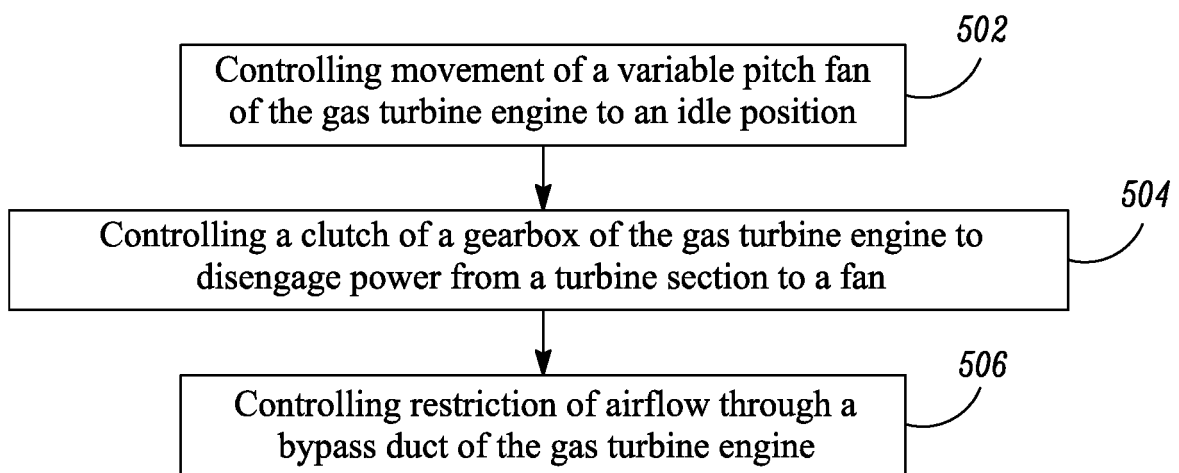 502
Controlling movement of a variable pitch fan
of the gas turbine engine to an idle position
504
Controlling a clutch of a gearbox of the gas turbine engine to
disengage power from a turbine section to a fan
506
Controlling restriction of airflow through a
bypass duct of the gas turbine engine